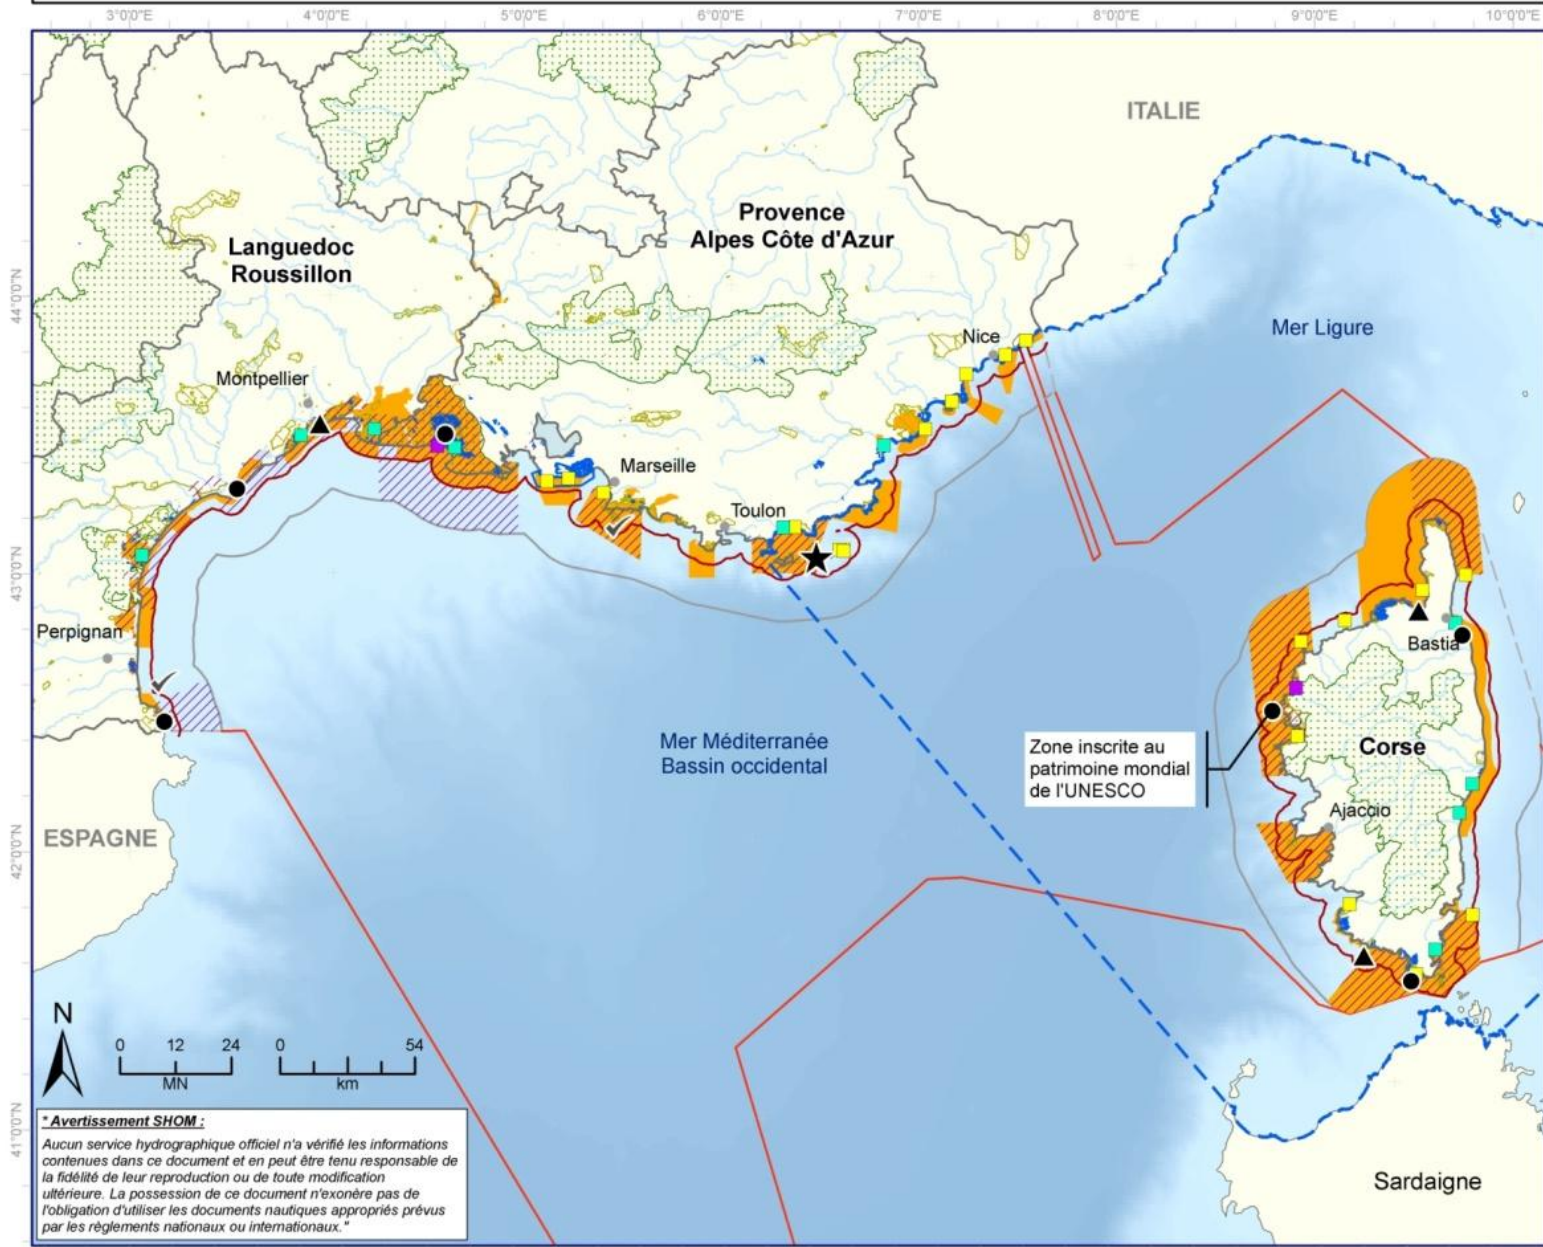 3°0'0"E
4°0'0"E
5°0'0"E
6°0'0"E
7°0'0"E
8°0'0"E
9°0'0"E
10°0'0"E
44°0'0"N
43°0'0"N
42°0'0"N
41°0'0"N
ITALIE
Provence
Alpes Côte d'Azur
Languedoc
Roussillon
Mer Ligure
Nice
Montpellier
Marseille
Toulon
Perpignan
Bastia
Mer Méditerranée
Bassin occidental
Zone inscrite au
patrimoine mondial
de l'UNESCO
Corse
Ajaccio
ESPAGNE
N
0 12 24
MN
0 54
km
* Avertissement SHOM :
Aucun service hydrographique officiel n'a vérifié les informations
contenues dans ce document et en peut être tenu responsable de
la fidélité de leur reproduction ou de toute modification
ultérieure. La possession de ce document n'exonère pas de
l'obligation d'utiliser les documents nautiques appropriés prévus
par les règlements nationaux ou internationaux."
Sardaigne